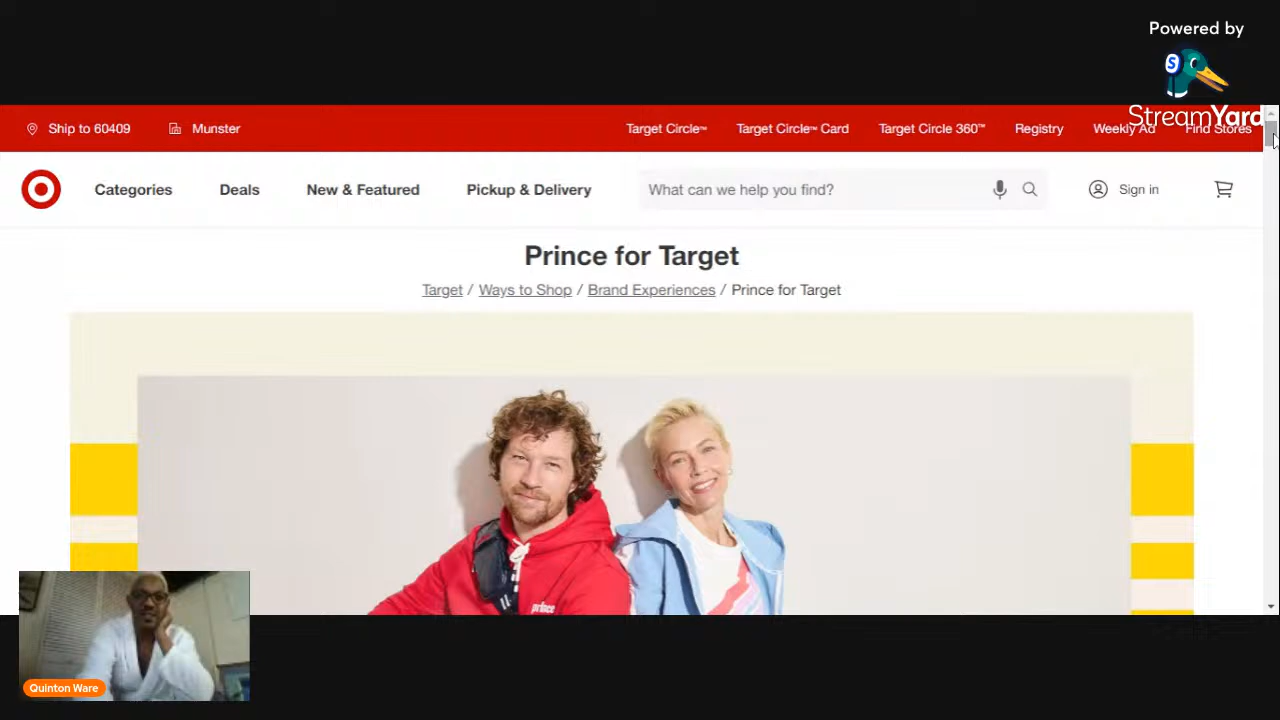 Powered by
S
StreamYard
Ship to 60409
Munster
Target Circle™
Target Circle™ Card
Target Circle 360™
Registry
Weekly Ad
Find Stores
Categories
Deals
New & Featured
Pickup & Delivery
What can we help you find?
Sign in
Prince for Target
Target / Ways to Shop / Brand Experiences / Prince for Target
prince
Quinton Ware